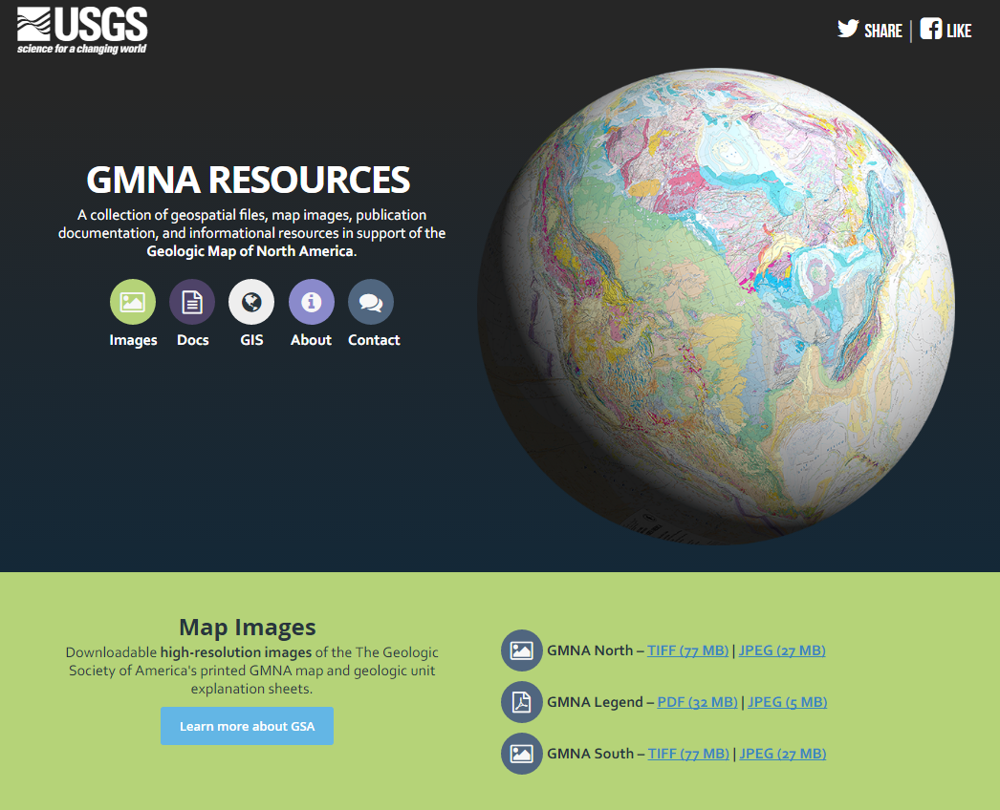 USGS
science for a changing world
SHARE | LIKE
GMNA RESOURCES
A collection of geospatial files, map images, publication
documentation, and informational resources in support of the
Geologic Map of North America.
Images Docs GIS About Contact
Map Images
Downloadable high-resolution images of the The Geologic
Society of America's printed GMNA map and geologic unit
explanation sheets.
Learn more about GSA
GMNA North – TIFF (77 MB) | JPEG (27 MB)
GMNA Legend – PDF (32 MB) | JPEG (5 MB)
GMNA South – TIFF (77 MB) | JPEG (27 MB)